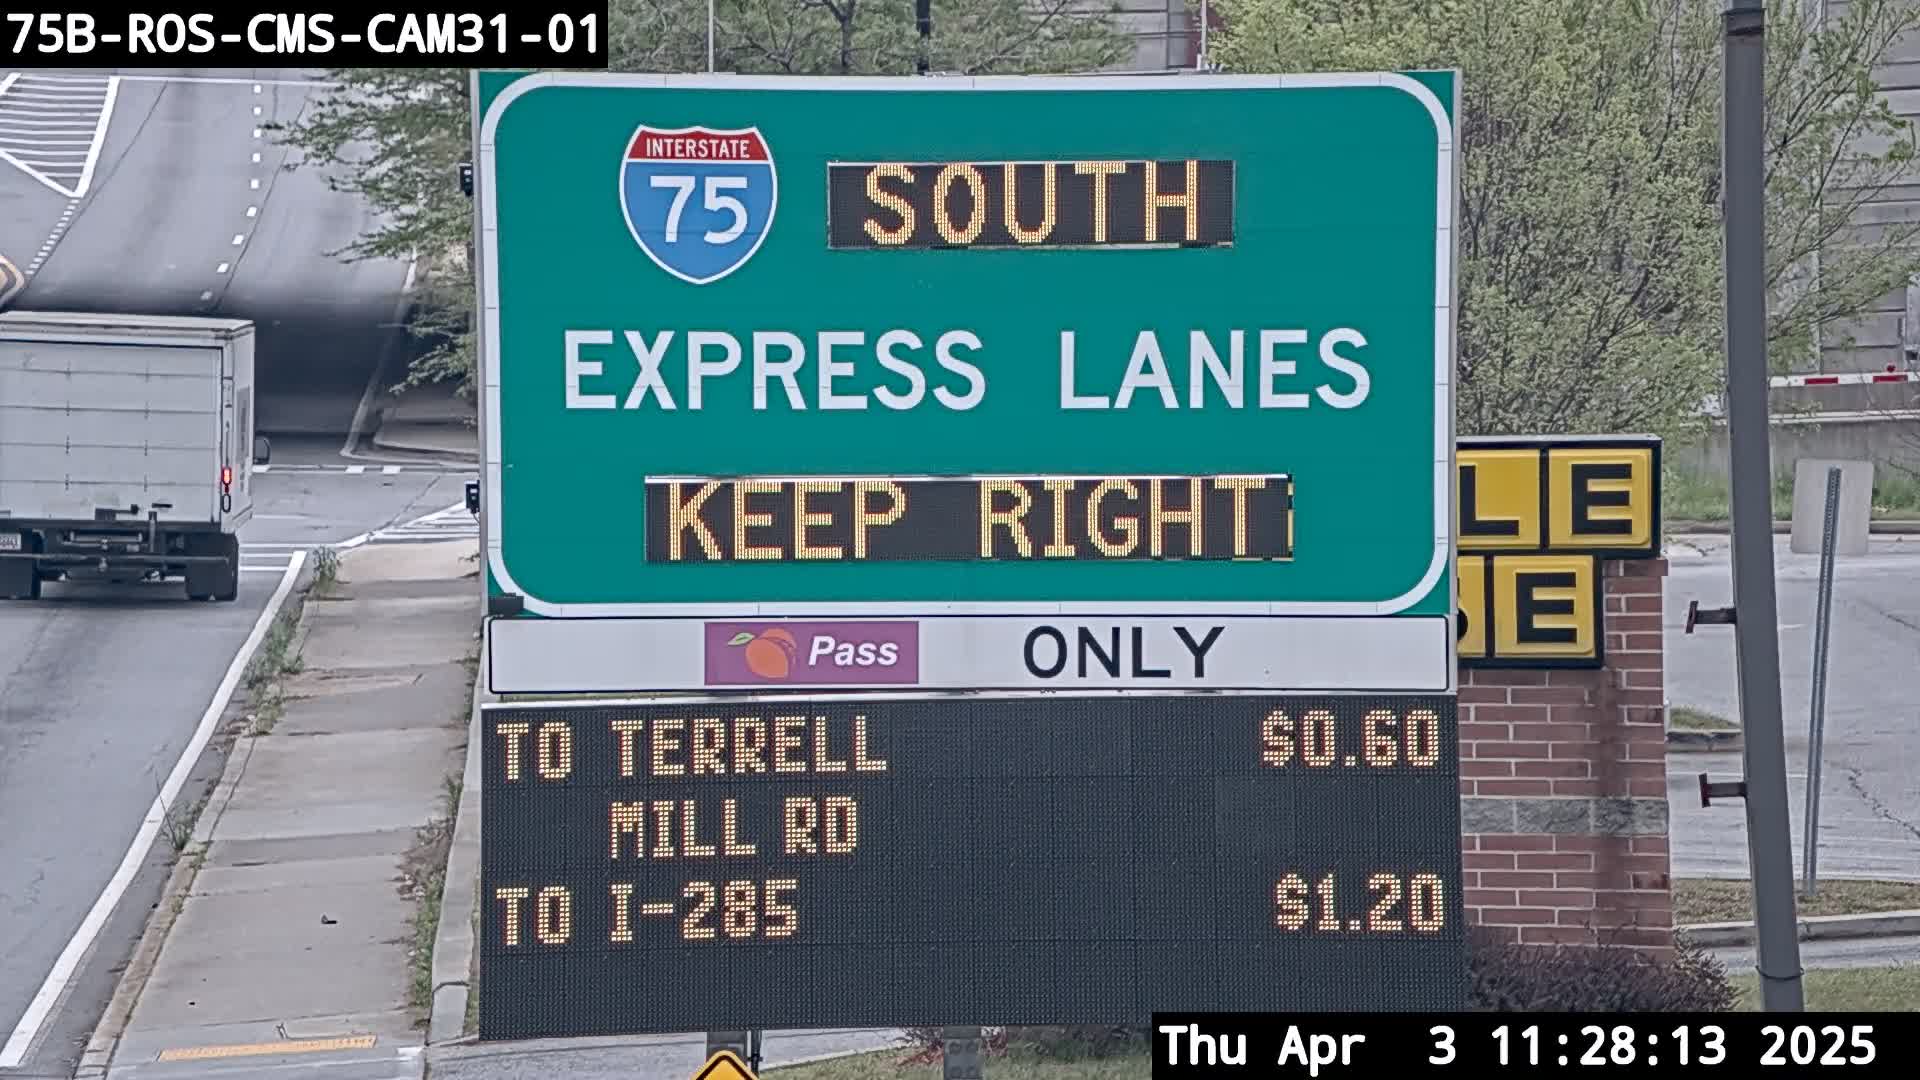 75B-ROS-CMS-CAM31-01
INTERSTATE
75
SOUTH
EXPRESS LANES
KEEP RIGHT
Pass ONLY
TO TERRELL $0.60
MILL RD
TO I-285 $1.20
LE
E
Thu Apr 3 11:28:13 2025